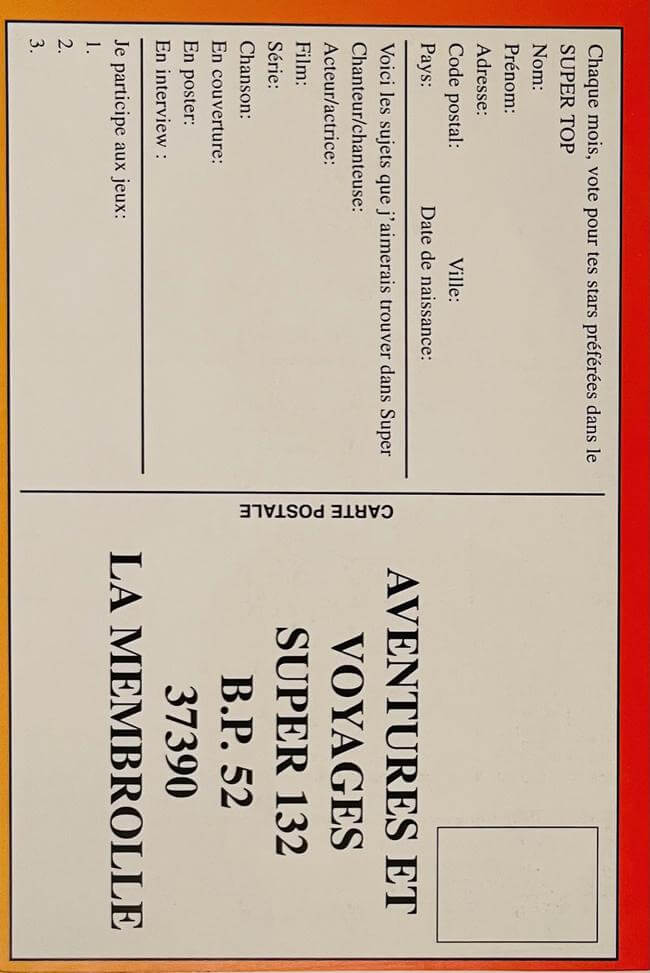 Chaque mois, vote pour tes stars préférées dans le
SUPER TOP
Nom:
Prénom:
Adresse:
Code postal: Ville:
Pays: Date de naissance:
Voici les sujets que j'aimerais trouver dans Super
Chanteur/chanteuse:
Acteur/actrice:
Film:
Série:
Chanson:
En couverture:
En poster:
En interview :
Je participe aux jeux:
1.
2.
3.
CARTE POSTALE
AVENTURES ET
VOYAGES
SUPER 132
B.P. 52
37390
LA MEMBROLLE